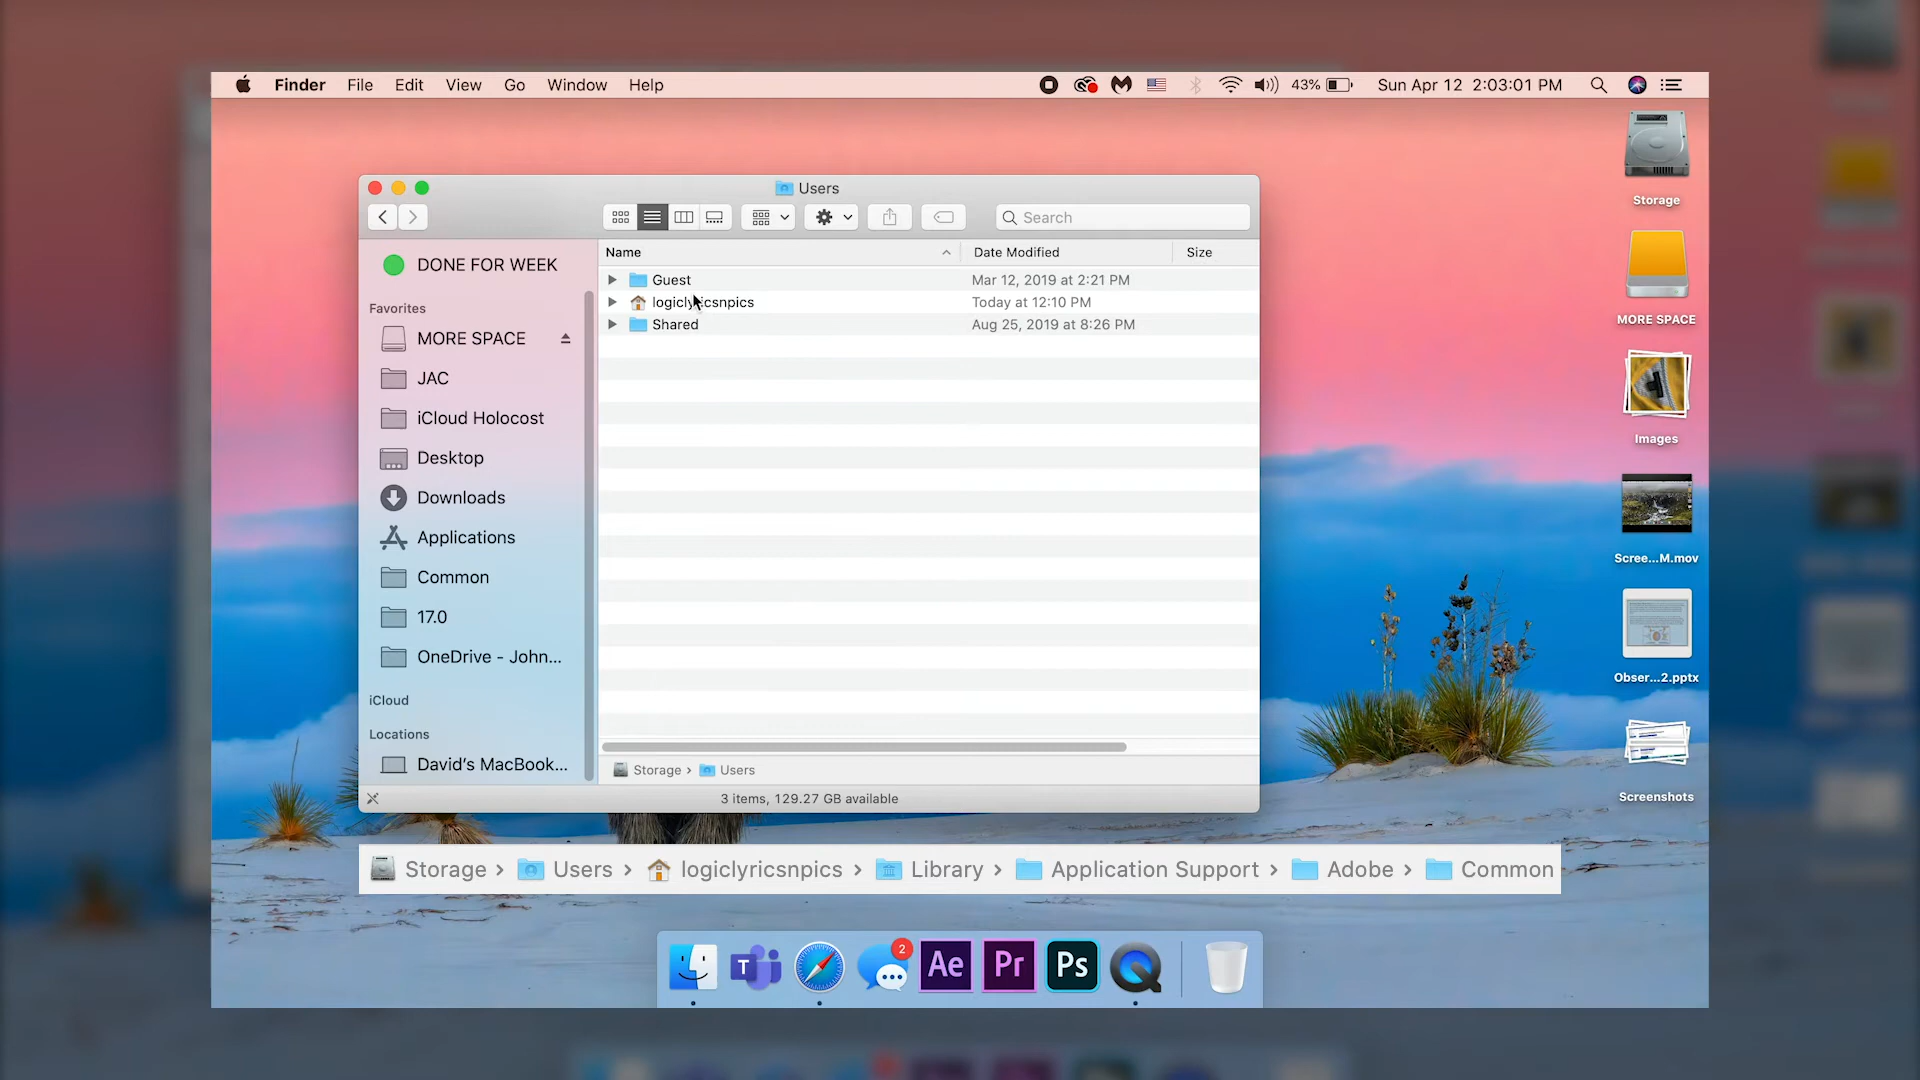 Finder File Edit View Go Window Help 43% Sun Apr 12 2:03:01 PM
Storage
MORE SPACE
Images
Scree...M.mov
Obser...2.pptx
Screenshots
Users
Search
DONE FOR WEEK
Favorites
MORE SPACE
JAC
iCloud Holocost
Desktop
Downloads
Applications
Common
17.0
OneDrive - John...
iCloud
Locations
David's MacBook...
Name Date Modified Size
Guest Mar 12, 2019 at 2:21 PM
logiclyricsnpics Today at 12:10 PM
Shared Aug 25, 2019 at 8:26 PM
Storage › Users
3 items, 129.27 GB available
Storage › Users › logiclyricsnpics › Library › Application Support › Adobe › Common
T 2 Ae Pr Ps